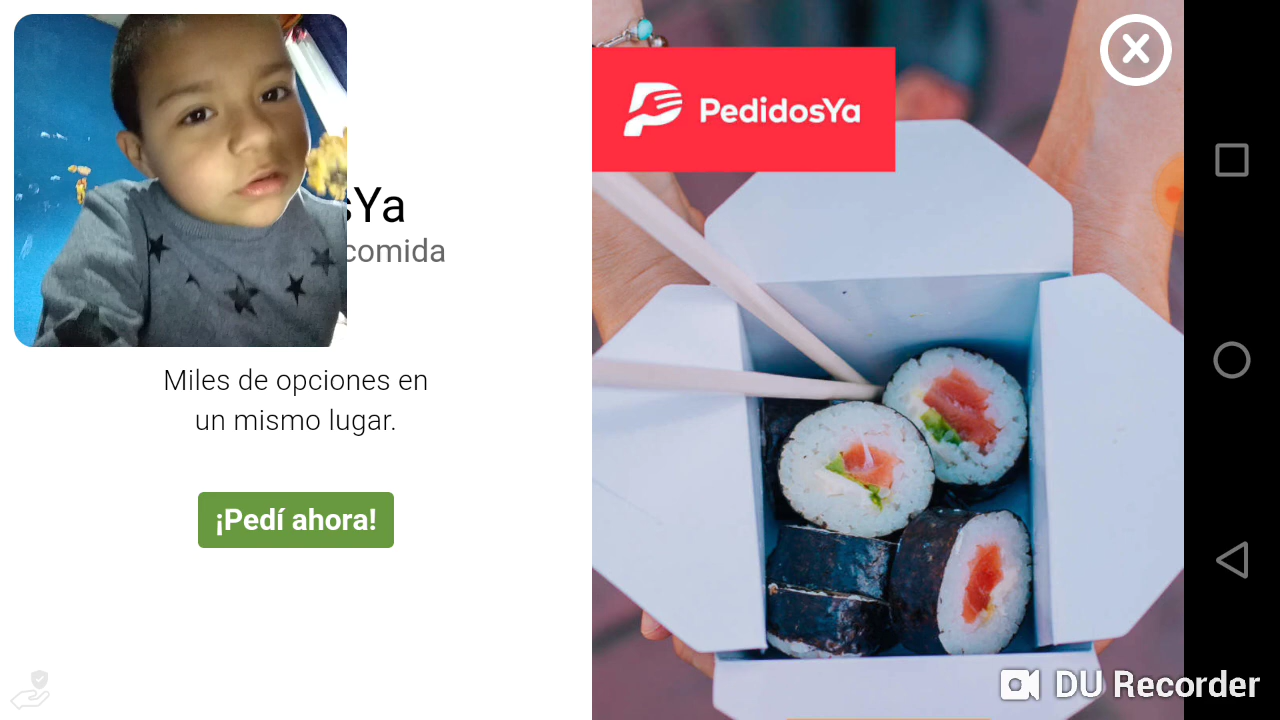 PedidosYa
sYa
comida
Miles de opciones en
un mismo lugar.
¡Pedí ahora!
DU Recorder